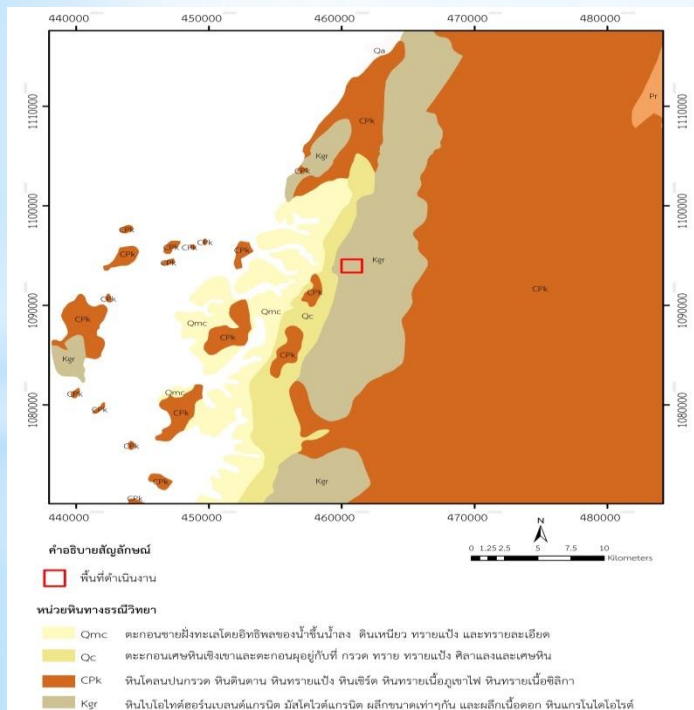 440000 450000 460000 470000 480000
Qa
1110000 1110000
Pr
CPk
Kgr
CPk
1100000 1100000
CPk
CPk CPk CPk
CPk CPk
CPk
Kgr
CPk
CPk
CPk
1090000 1090000
CPk Qmc Qmc Qc
CPk
CPk
Kgr
Qmc
CPk
CPk
1080000 1080000
CPk
CPk
CPk
Kgr
CPk
440000 450000 460000 470000 480000
N
คำอธิบายสัญลักษณ์
0 1.25 2.5 5 7.5 10
Kilometers
พื้นที่ดำเนินงาน
หน่วยหินทางธรณีวิทยา
Qmc ตะกอนชายฝั่งทะเลโดยอิทธิพลของน้ำขึ้นน้ำลง ดินเหนียว ทรายแป้ง และทรายละเอียด
Qc ตะะกอนเศษหินเชิงเขาและตะกอนผุอยู่กับที่ กรวด ทราย ทรายแป้ง ศิลาแลงและเศษหิน
CPk หินโคลนปนกรวด หินดินดาน หินทรายแป้ง หินเชิร์ต หินทรายเนื้อภูเขาไฟ หินทรายเนื้อซิลิกา
Kgr หินไบโอไทต์ฮอร์นเบลนด์แกรนิต มัสโคไวต์แกรนิต ผลึกขนาดเท่าๆกัน และผลึกเนื้อดอก หินแกรโนไดโอไรต์